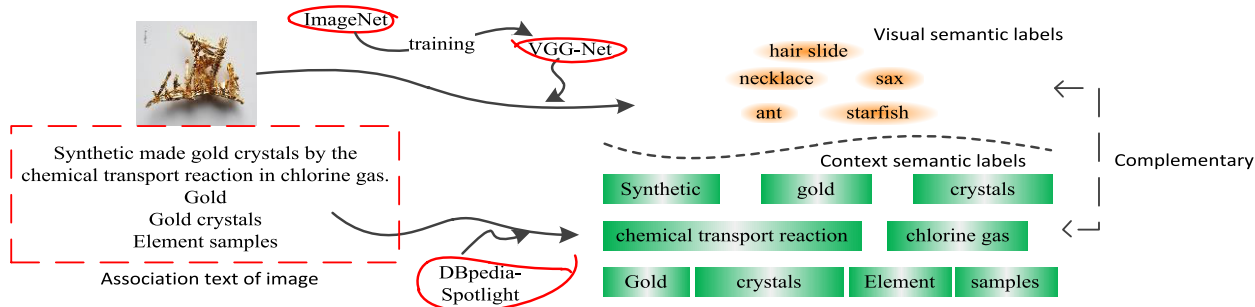 ImageNet
training
VGG-Net
Visual semantic labels
hair slide
necklace
sax
ant
starfish
Synthetic made gold crystals by the
chemical transport reaction in chlorine gas.
Gold
Gold crystals
Element samples
Association text of image
DBpedia-
Spotlight
Context semantic labels
Synthetic
gold
crystals
chemical transport reaction
chlorine gas
Gold
crystals
Element
samples
Complementary